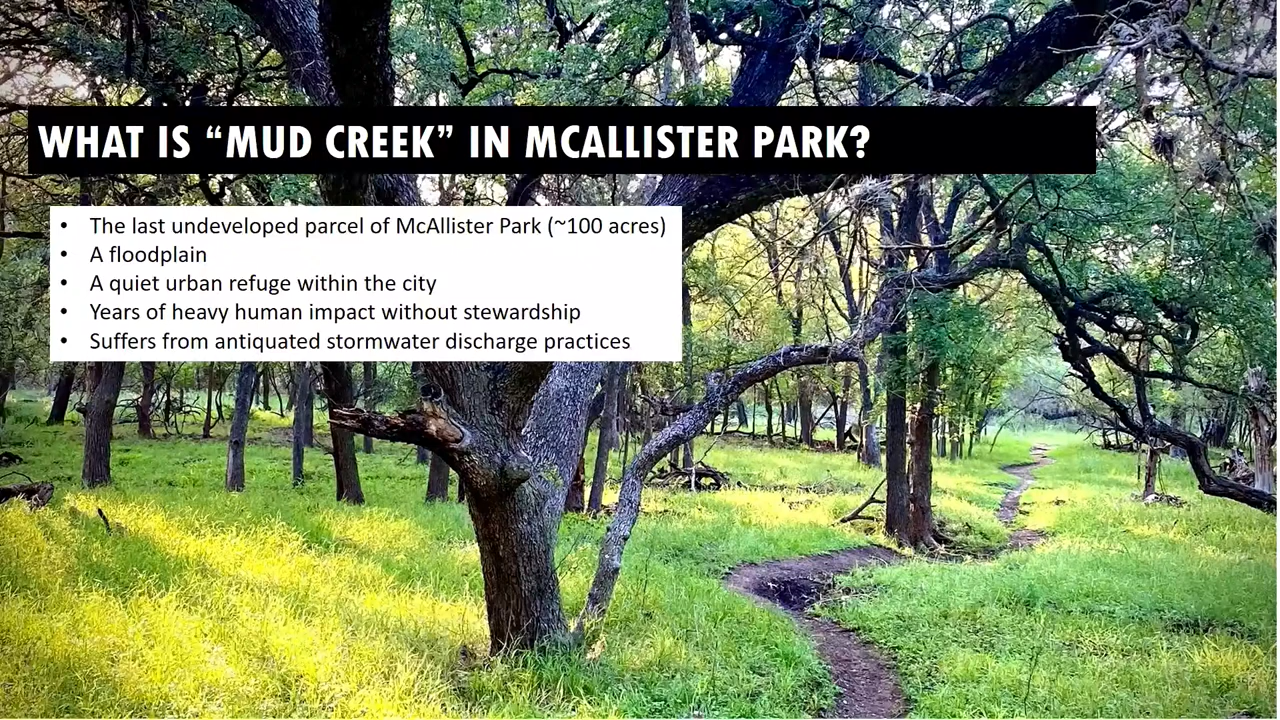 WHAT IS “MUD CREEK” IN MCALLISTER PARK?
• The last undeveloped parcel of McAllister Park (~100 acres)
• A floodplain
• A quiet urban refuge within the city
• Years of heavy human impact without stewardship
• Suffers from antiquated stormwater discharge practices